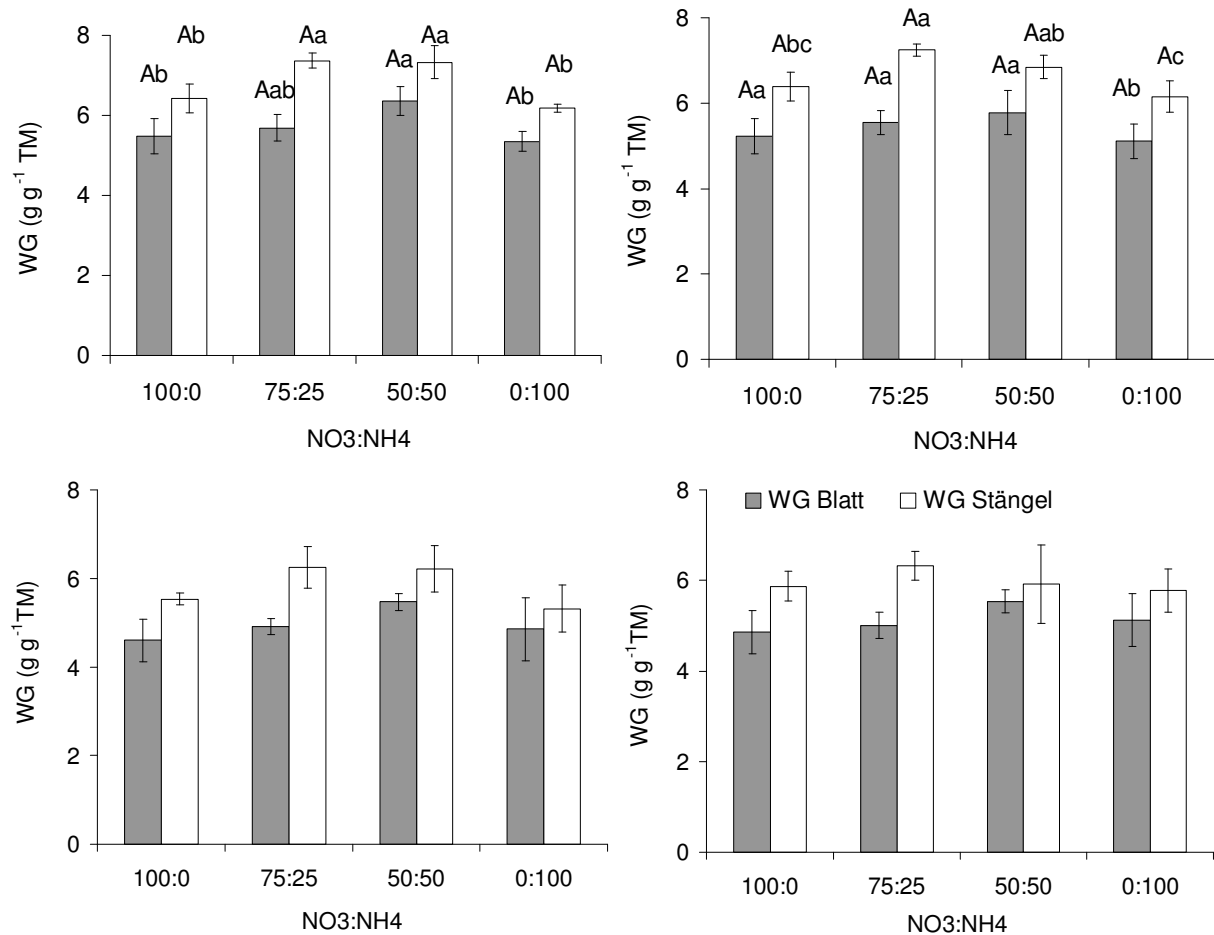 8
6
4
2
0
WG (g g-1 TM)
Ab Ab Aab Aa Aa Aa Ab Ab
100:0 75:25 50:50 0:100
NO3:NH4
8
6
4
2
0
WG (g g-1 TM)
Aa Abc Aa Aa Aa Aab Ab Ac
100:0 75:25 50:50 0:100
NO3:NH4
8
6
4
2
0
WG (g g-1TM)
100:0 75:25 50:50 0:100
NO3:NH4
8
6
4
2
0
WG (g g-1TM)
WG Blatt WG Stängel
100:0 75:25 50:50 0:100
NO3:NH4